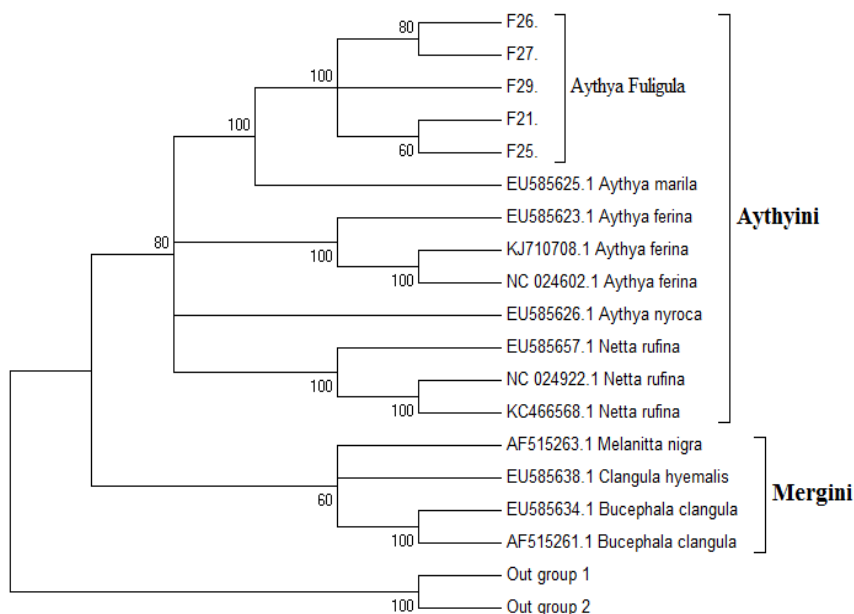 F26.
80
F27.
100
F29.
Aythya Fuligula
100
F21.
60
F25.
EU585625.1 Aythya marila
Aythyini
EU585623.1 Aythya ferina
80
100
KJ710708.1 Aythya ferina
100
NC 024602.1 Aythya ferina
EU585626.1 Aythya nyroca
EU585657.1 Netta rufina
100
NC 024922.1 Netta rufina
100
KC466568.1 Netta rufina
AF515263.1 Melanitta nigra
EU585638.1 Clangula hyemalis
Mergini
60
EU585634.1 Bucephala clangula
100
AF515261.1 Bucephala clangula
Out group 1
100
Out group 2